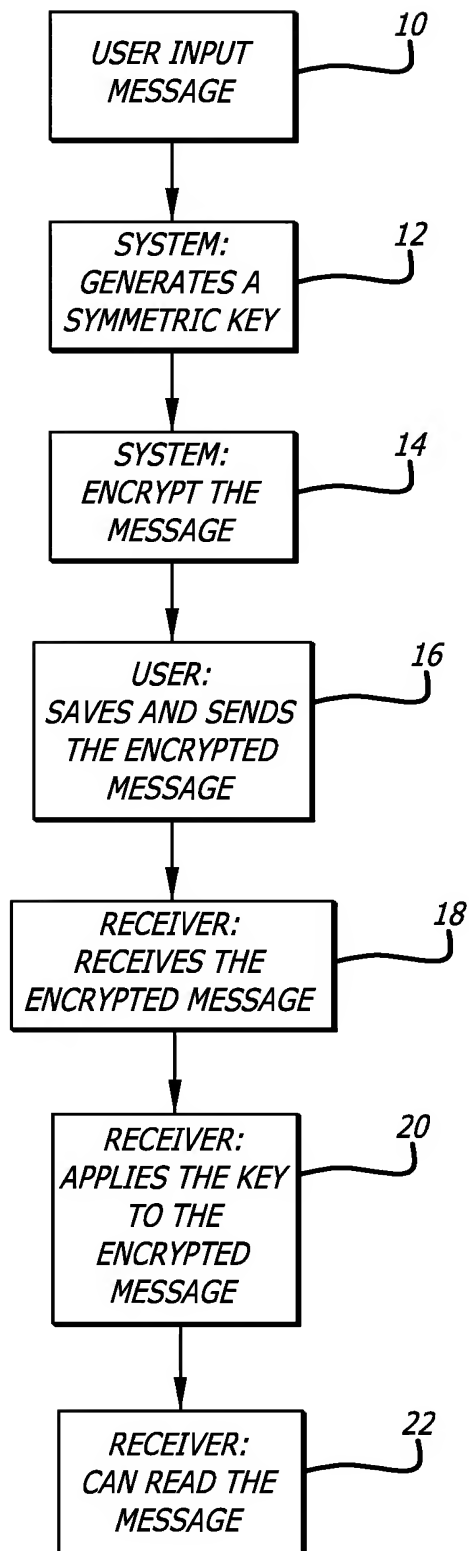 USER INPUT
MESSAGE
10
SYSTEM:
GENERATES A
SYMMETRIC KEY
12
SYSTEM:
ENCRYPT THE
MESSAGE
14
USER:
SAVES AND SENDS
THE ENCRYPTED
MESSAGE
16
RECEIVER:
RECEIVES THE
ENCRYPTED MESSAGE
18
RECEIVER:
APPLIES THE KEY
TO THE
ENCRYPTED
MESSAGE
20
RECEIVER:
CAN READ THE
MESSAGE
22